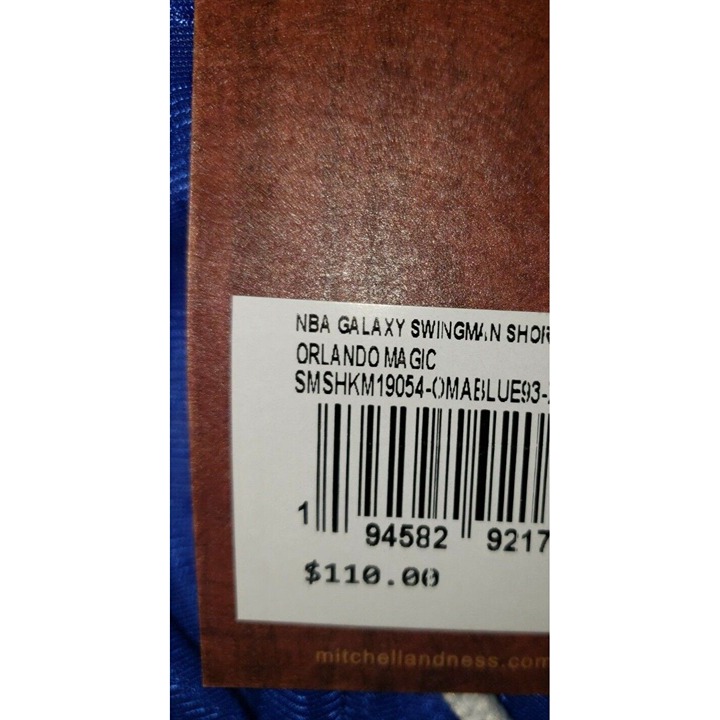 NBA GALAXY SWINGMAN SHOR
ORLANDO MAGIC
SMSHKM19054-OMABLUE93-
1 94582 9217
$110.00
mitchellandness.com